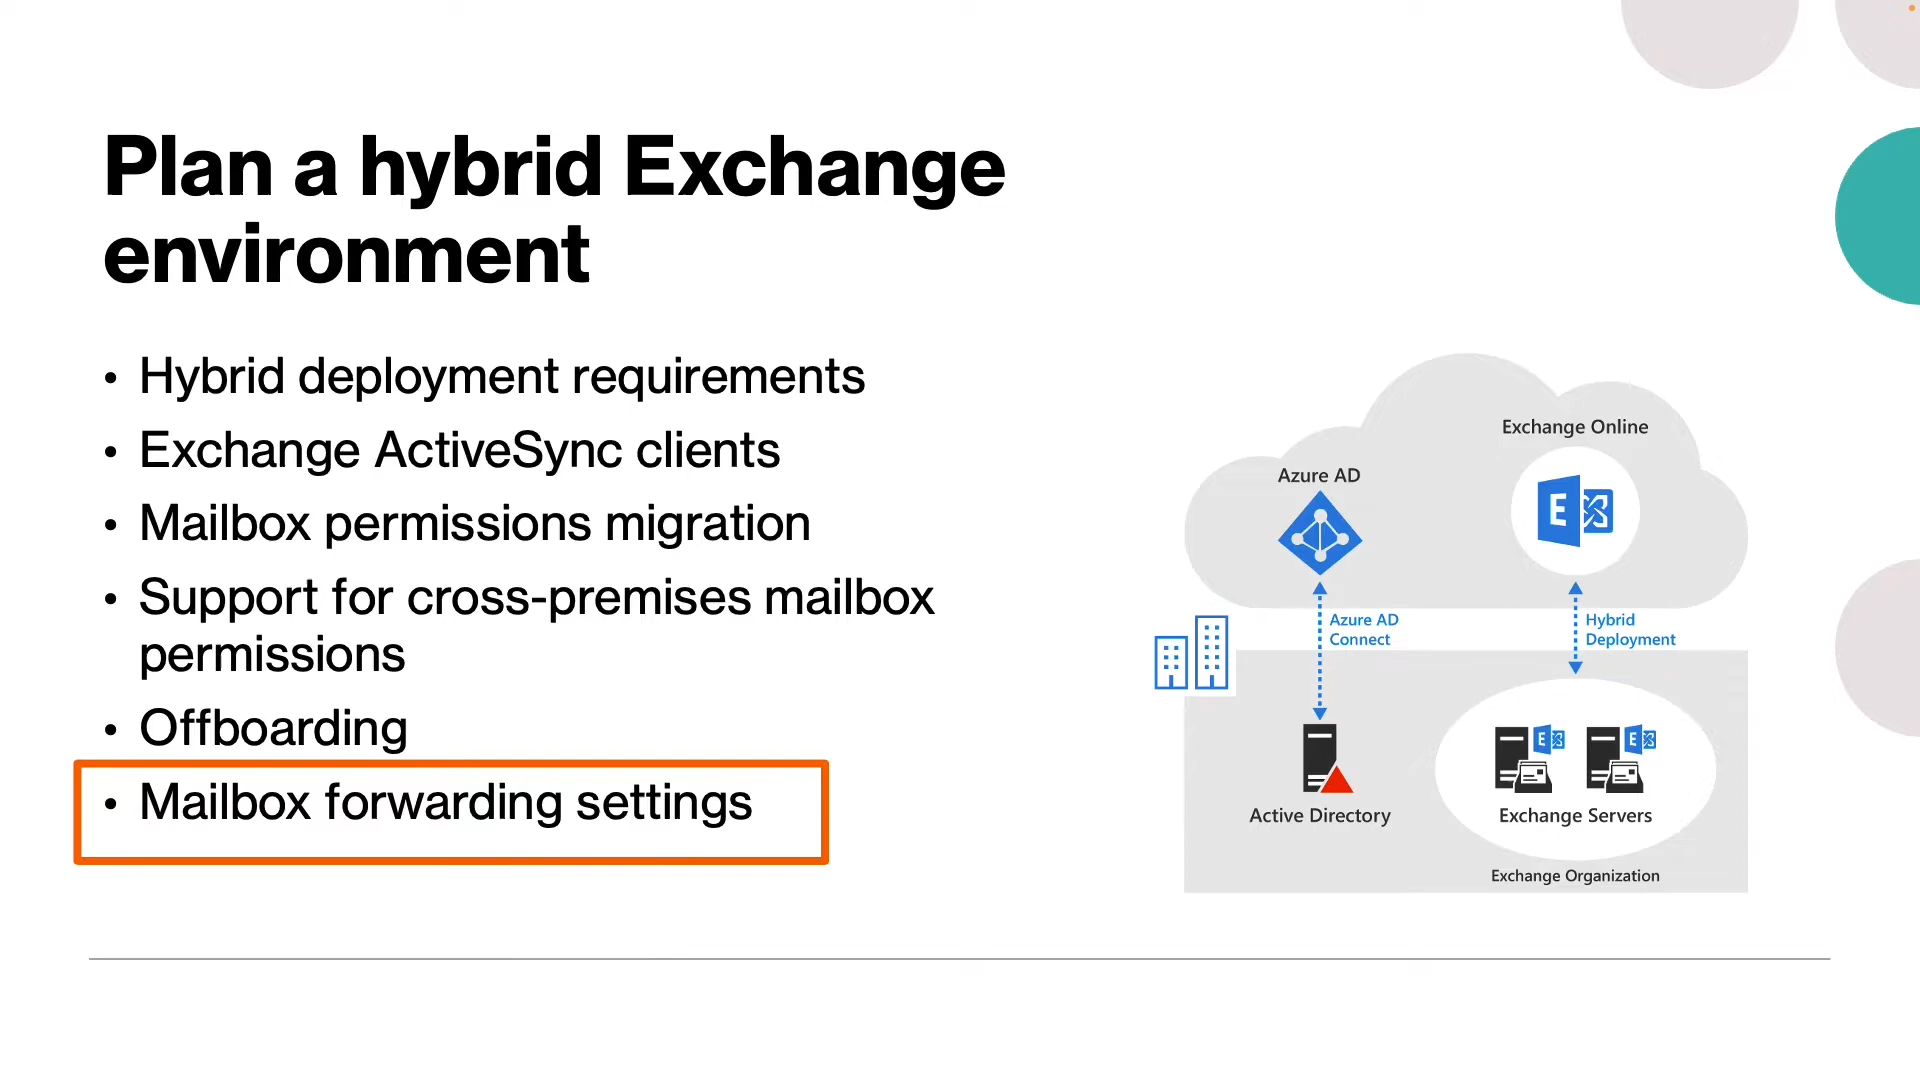 Plan a hybrid Exchange
environment
• Hybrid deployment requirements
• Exchange ActiveSync clients
• Mailbox permissions migration
• Support for cross-premises mailbox
permissions
• Offboarding
• Mailbox forwarding settings
Exchange Online
Azure AD
Azure AD
Connect
Hybrid
Deployment
Active Directory
Exchange Servers
Exchange Organization